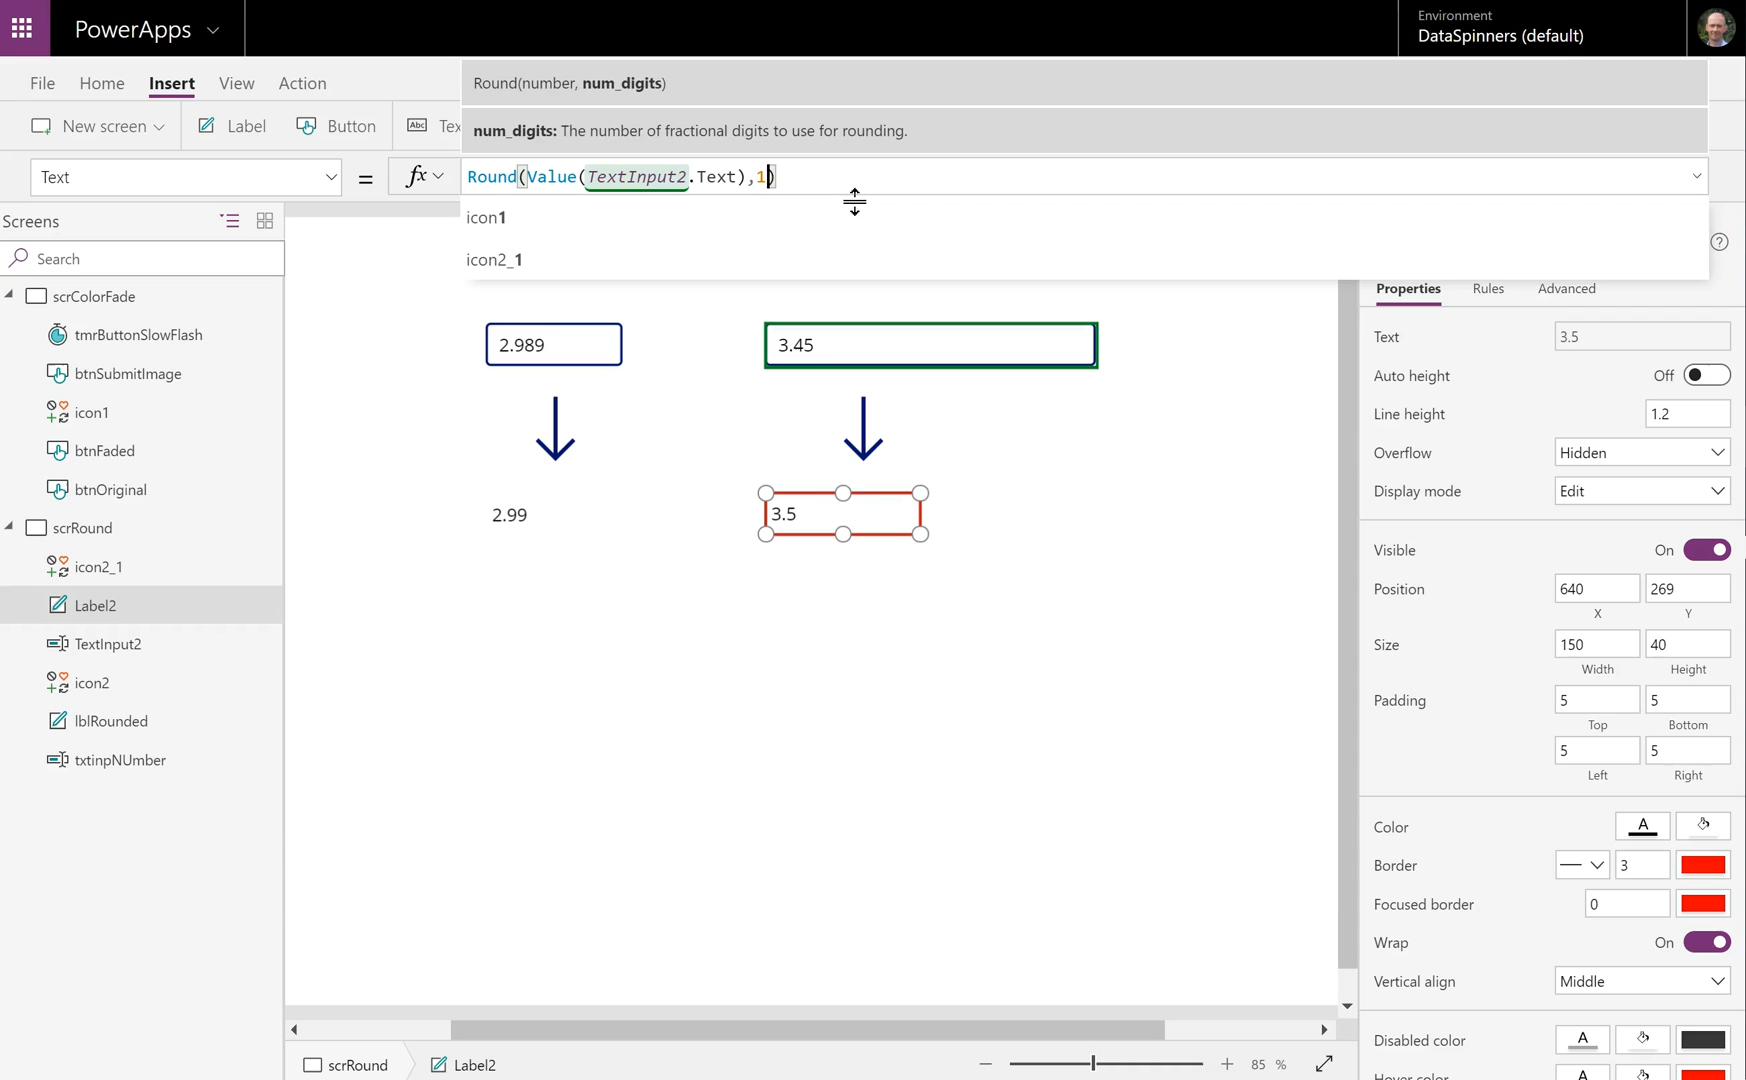 PowerApps
Environment
DataSpinners (default)
File Home Insert View Action
Round(number, num_digits)
New screen Label Button Abc Tex
num_digits: The number of fractional digits to use for rounding.
Text = fx Round(Value(TextInput2.Text),1)
icon1
icon2_1
Screens
Search
scrColorFade
tmrButtonSlowFlash
btnSubmitImage
icon1
btnFaded
btnOriginal
scrRound
icon2_1
Label2
TextInput2
icon2
lblRounded
txtinpNUmber
2.989 3.45
2.99 3.5
Properties Rules Advanced
Text 3.5
Auto height Off
Line height 1.2
Overflow Hidden
Display mode Edit
Visible On
Position 640 269
X Y
Size 150 40
Width Height
Padding 5 5
Top Bottom
5 5
Left Right
Color A
Border 3
Focused border 0
Wrap On
Vertical align Middle
Disabled color A
Hover color A
scrRound Label2
85 %